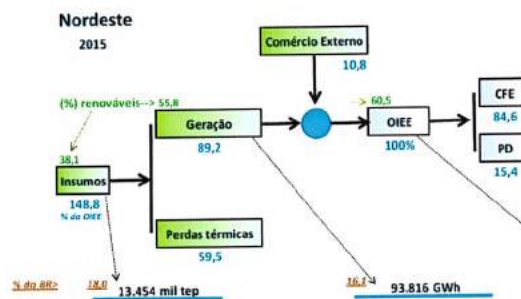 Nordeste
2015
Comércio Externo
10,8
(%) renováveis--> 55,8
--> 60,5
Geração
89,2
OIEE
100%
CFE
84,6
PD
15,4
38,1
Insumos
148,8
% da OIEE
Perdas térmicas
59,5
% do BR>
18,0
13.454 mil tep
16,1
93.816 GWh